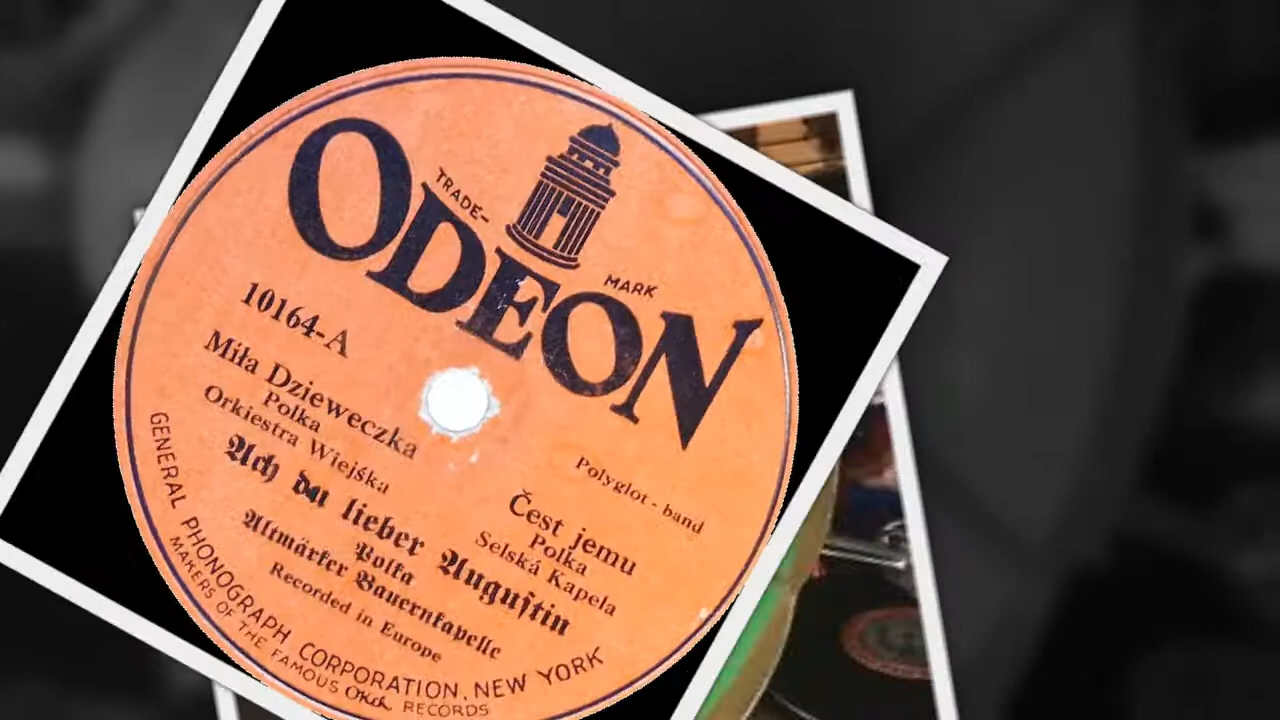 TRADE-
MARK
ODEON
10164-A
Miła Dzieweczka
Polka
Orkiestra Wiejśka
Polyglot - band
Čest jemu
Polka
Selská Kapela
Ach du lieber Augustin
Polka
Altmärker Bauernkapelle
Recorded in Europe
GENERAL PHONOGRAPH CORPORATION, NEW YORK
MAKERS OF THE FAMOUS Okeh RECORDS